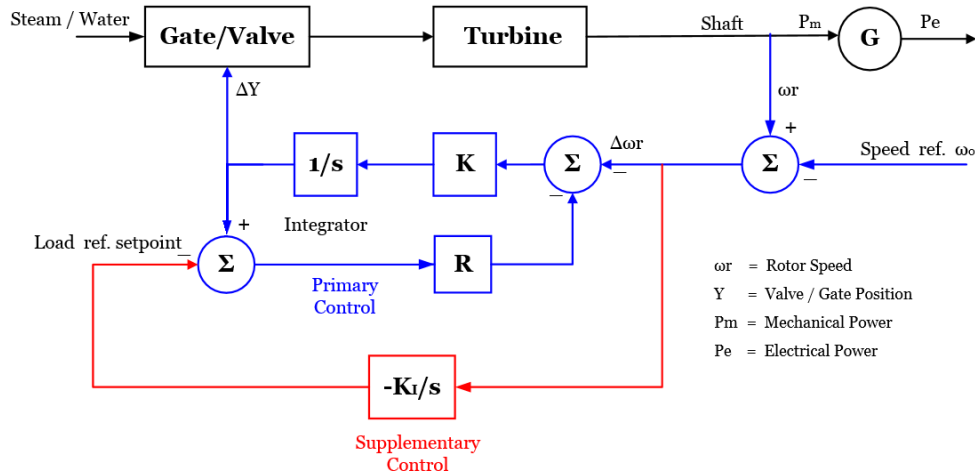 Steam / Water
Gate/Valve
Turbine
Shaft
Pm
G
Pe
ΔY
ωr
1/s
K
Σ
Δωr
–
–
Σ
+
–
Speed ref. ωo
Integrator
+
Load ref. setpoint
–
Σ
Primary
Control
R
ωr = Rotor Speed
Y = Valve / Gate Position
Pm = Mechanical Power
Pe = Electrical Power
-KI/s
Supplementary
Control